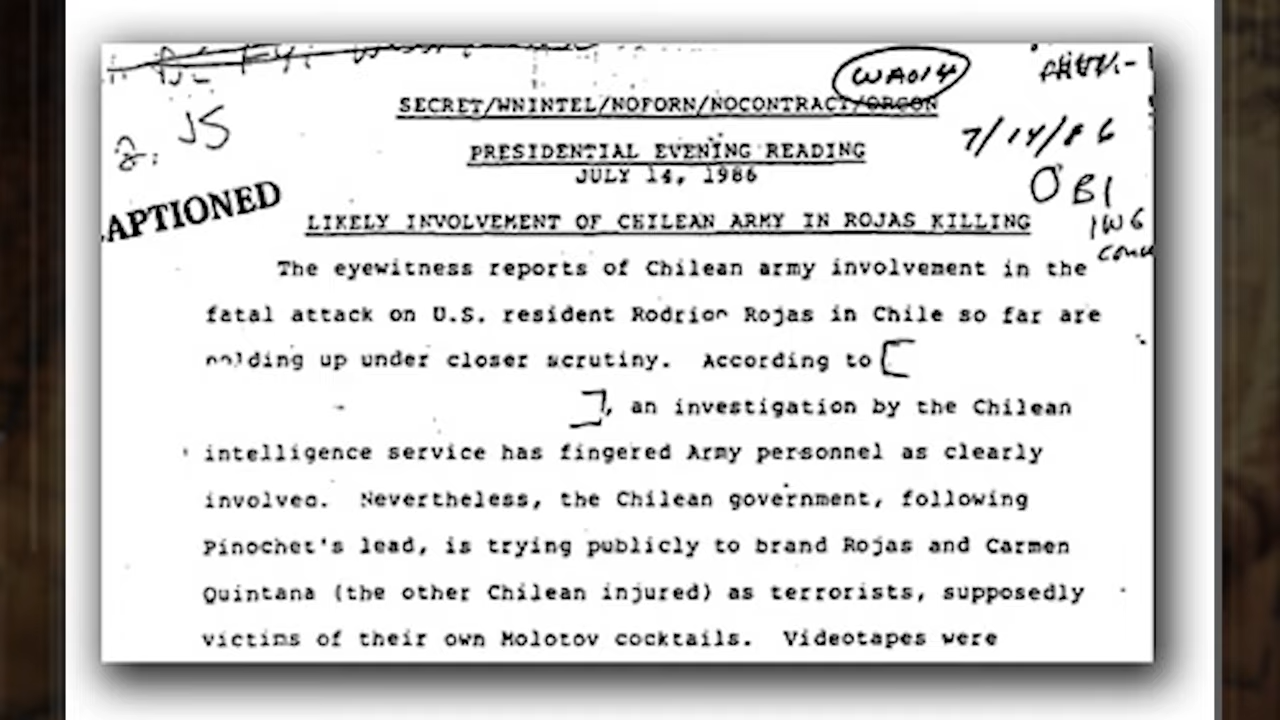 WA014
SECRET/WNINTEL/NOFORN/NOCONTRACT/ORCON
PRESIDENTIAL EVENING READING
7/14/86
2. JS
JULY 14, 1986
OBI
APTIONED
LIKELY INVOLVEMENT OF CHILEAN ARMY IN ROJAS KILLING
The eyewitness reports of Chilean army involvement in the
fatal attack on U.S. resident Rodrigo Rojas in Chile so far are
holding up under closer scrutiny. According to [
], an investigation by the Chilean
intelligence service has fingered Army personnel as clearly
involved. Nevertheless, the Chilean government, following
Pinochet's lead, is trying publicly to brand Rojas and Carmen
Quintana (the other Chilean injured) as terrorists, supposedly
victims of their own Molotov cocktails. Videotapes were